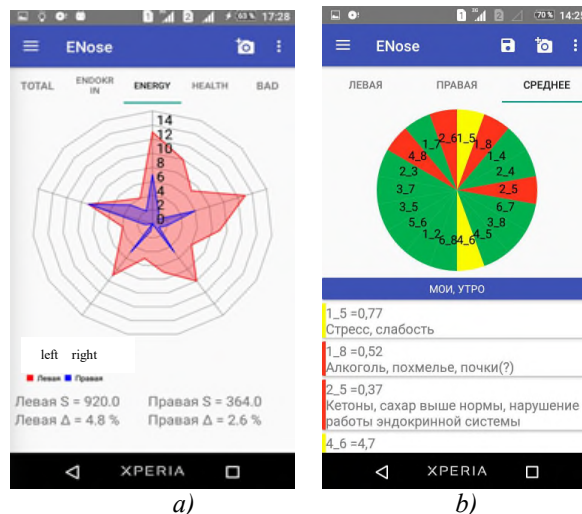 63% 17:28
ENose
TOTAL ENDOKR IN ENERGY HEALTH BAD
14
12
10
8
6
4
2
0
left right
Левая Правая
Левая S = 920.0 Правая S = 364.0
Левая Δ = 4.8 % Правая Δ = 2.6 %
XPERIA
a)
70% 14:25
ENose
ЛЕВАЯ ПРАВАЯ СРЕДНЕЕ
2_6 1_5
1_7 1_8
4_8 1_4
2_3 2_4
3_7 2_5
3_5 6_7
5_6 3_8
1_2 4_5
6_8 4_6
МОИ, УТРО
1_5 =0,77
Стресс, слабость
1_8 =0,52
Алкоголь, похмелье, почки(?)
2_5 =0,37
Кетоны, сахар выше нормы, нарушение
работы эндокринной системы
4_6 =4,7
XPERIA
b)